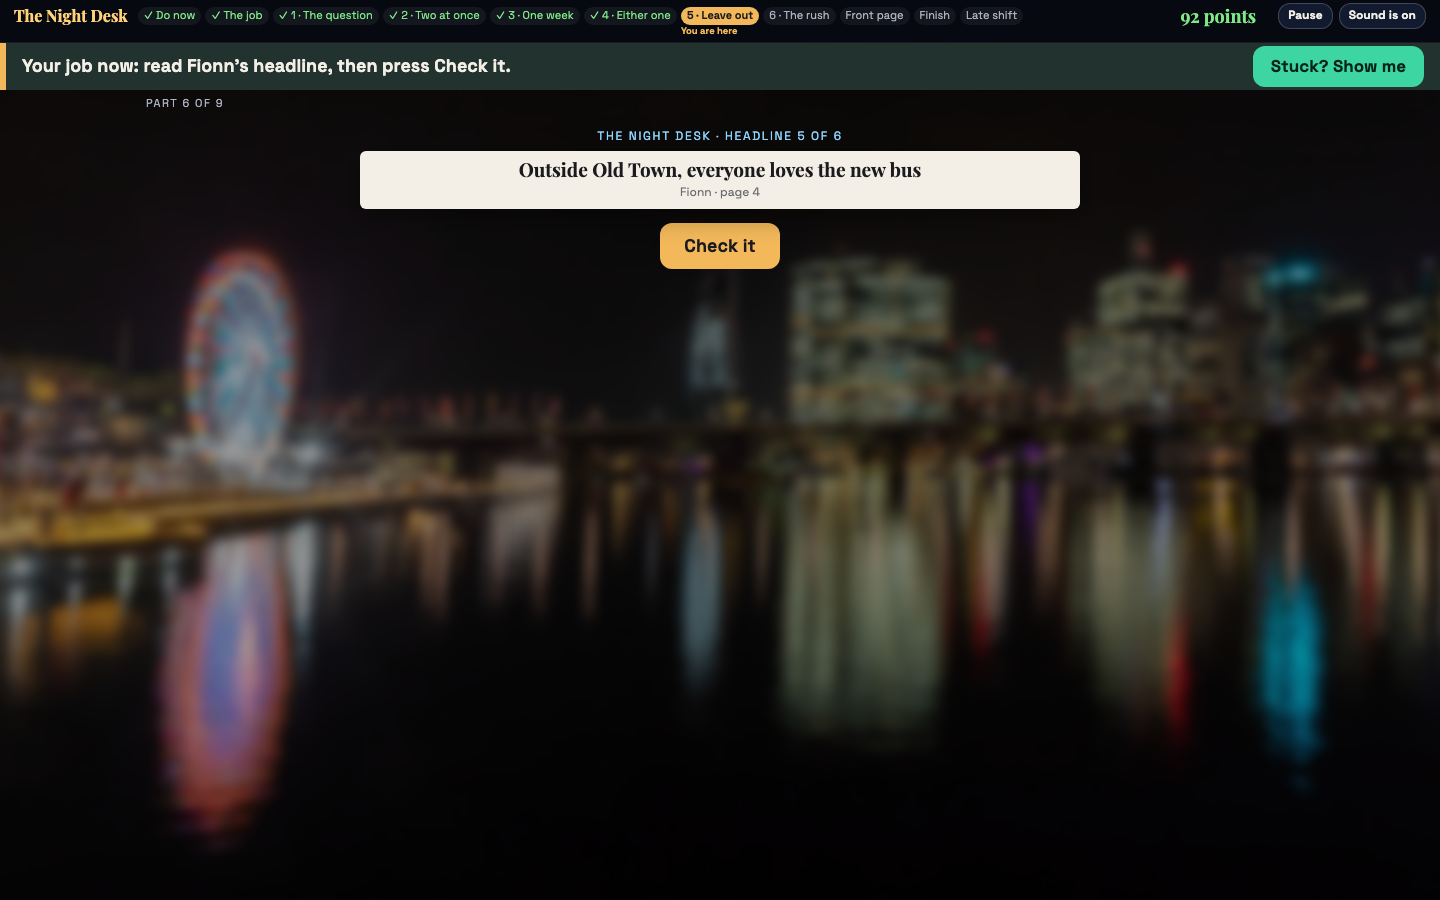 The Night Desk
✓ Do now
✓ The job
✓ 1 · The question
✓ 2 · Two at once
✓ 3 · One week
✓ 4 · Either one
5 · Leave out
6 · The rush
Front page
Finish
Late shift
You are here
92 points
Pause
Sound is on
Your job now: read Fionn's headline, then press Check it.
Stuck? Show me
PART 6 OF 9
THE NIGHT DESK · HEADLINE 5 OF 6
Outside Old Town, everyone loves the new bus
Fionn · page 4
Check it